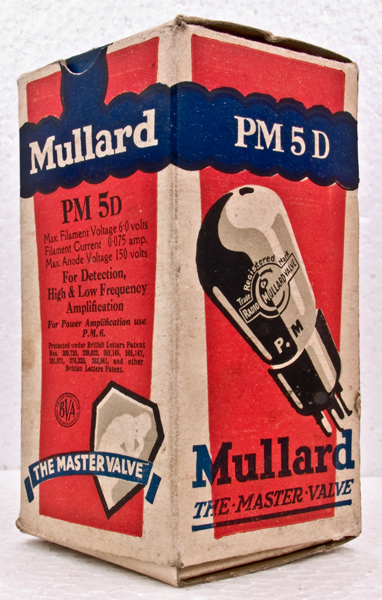 Mullard
PM 5D
Max. Filament Voltage 6·0 volts
Filament Current 0·075 amp.
Max. Anode Voltage 150 volts
For Detection,
High & Low Frequency
Amplification
For Power Amplification use
P.M.6.
Protected under British Letters Patent
and other
British Letters Patent.
BVA
THE MASTER VALVE
PM 5 D
Trade Registered Mark
RADIO MULLARD VALVE
P.M
Mullard
THE·MASTER·VALVE